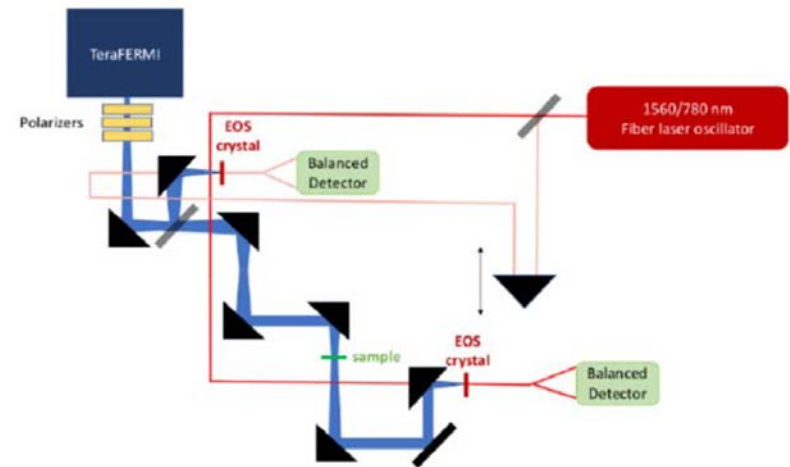 TeraFERMI
Polarizers
EOS
crystal
Balanced
Detector
1560/780 nm
Fiber laser oscillator
sample
EOS
crystal
Balanced
Detector